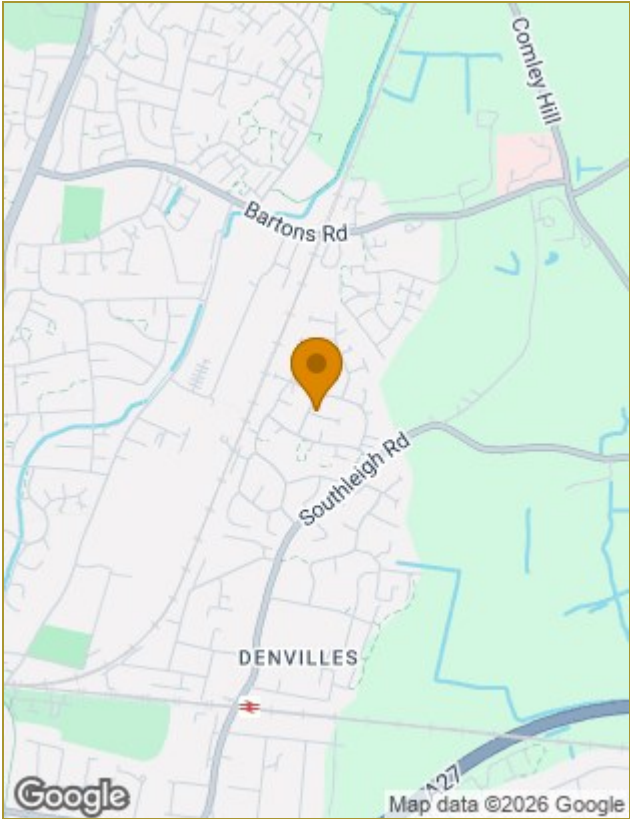 Comley Hill
Bartons Rd
Southleigh Rd
DENVILLES
A27
Google
Map data ©2026 Google